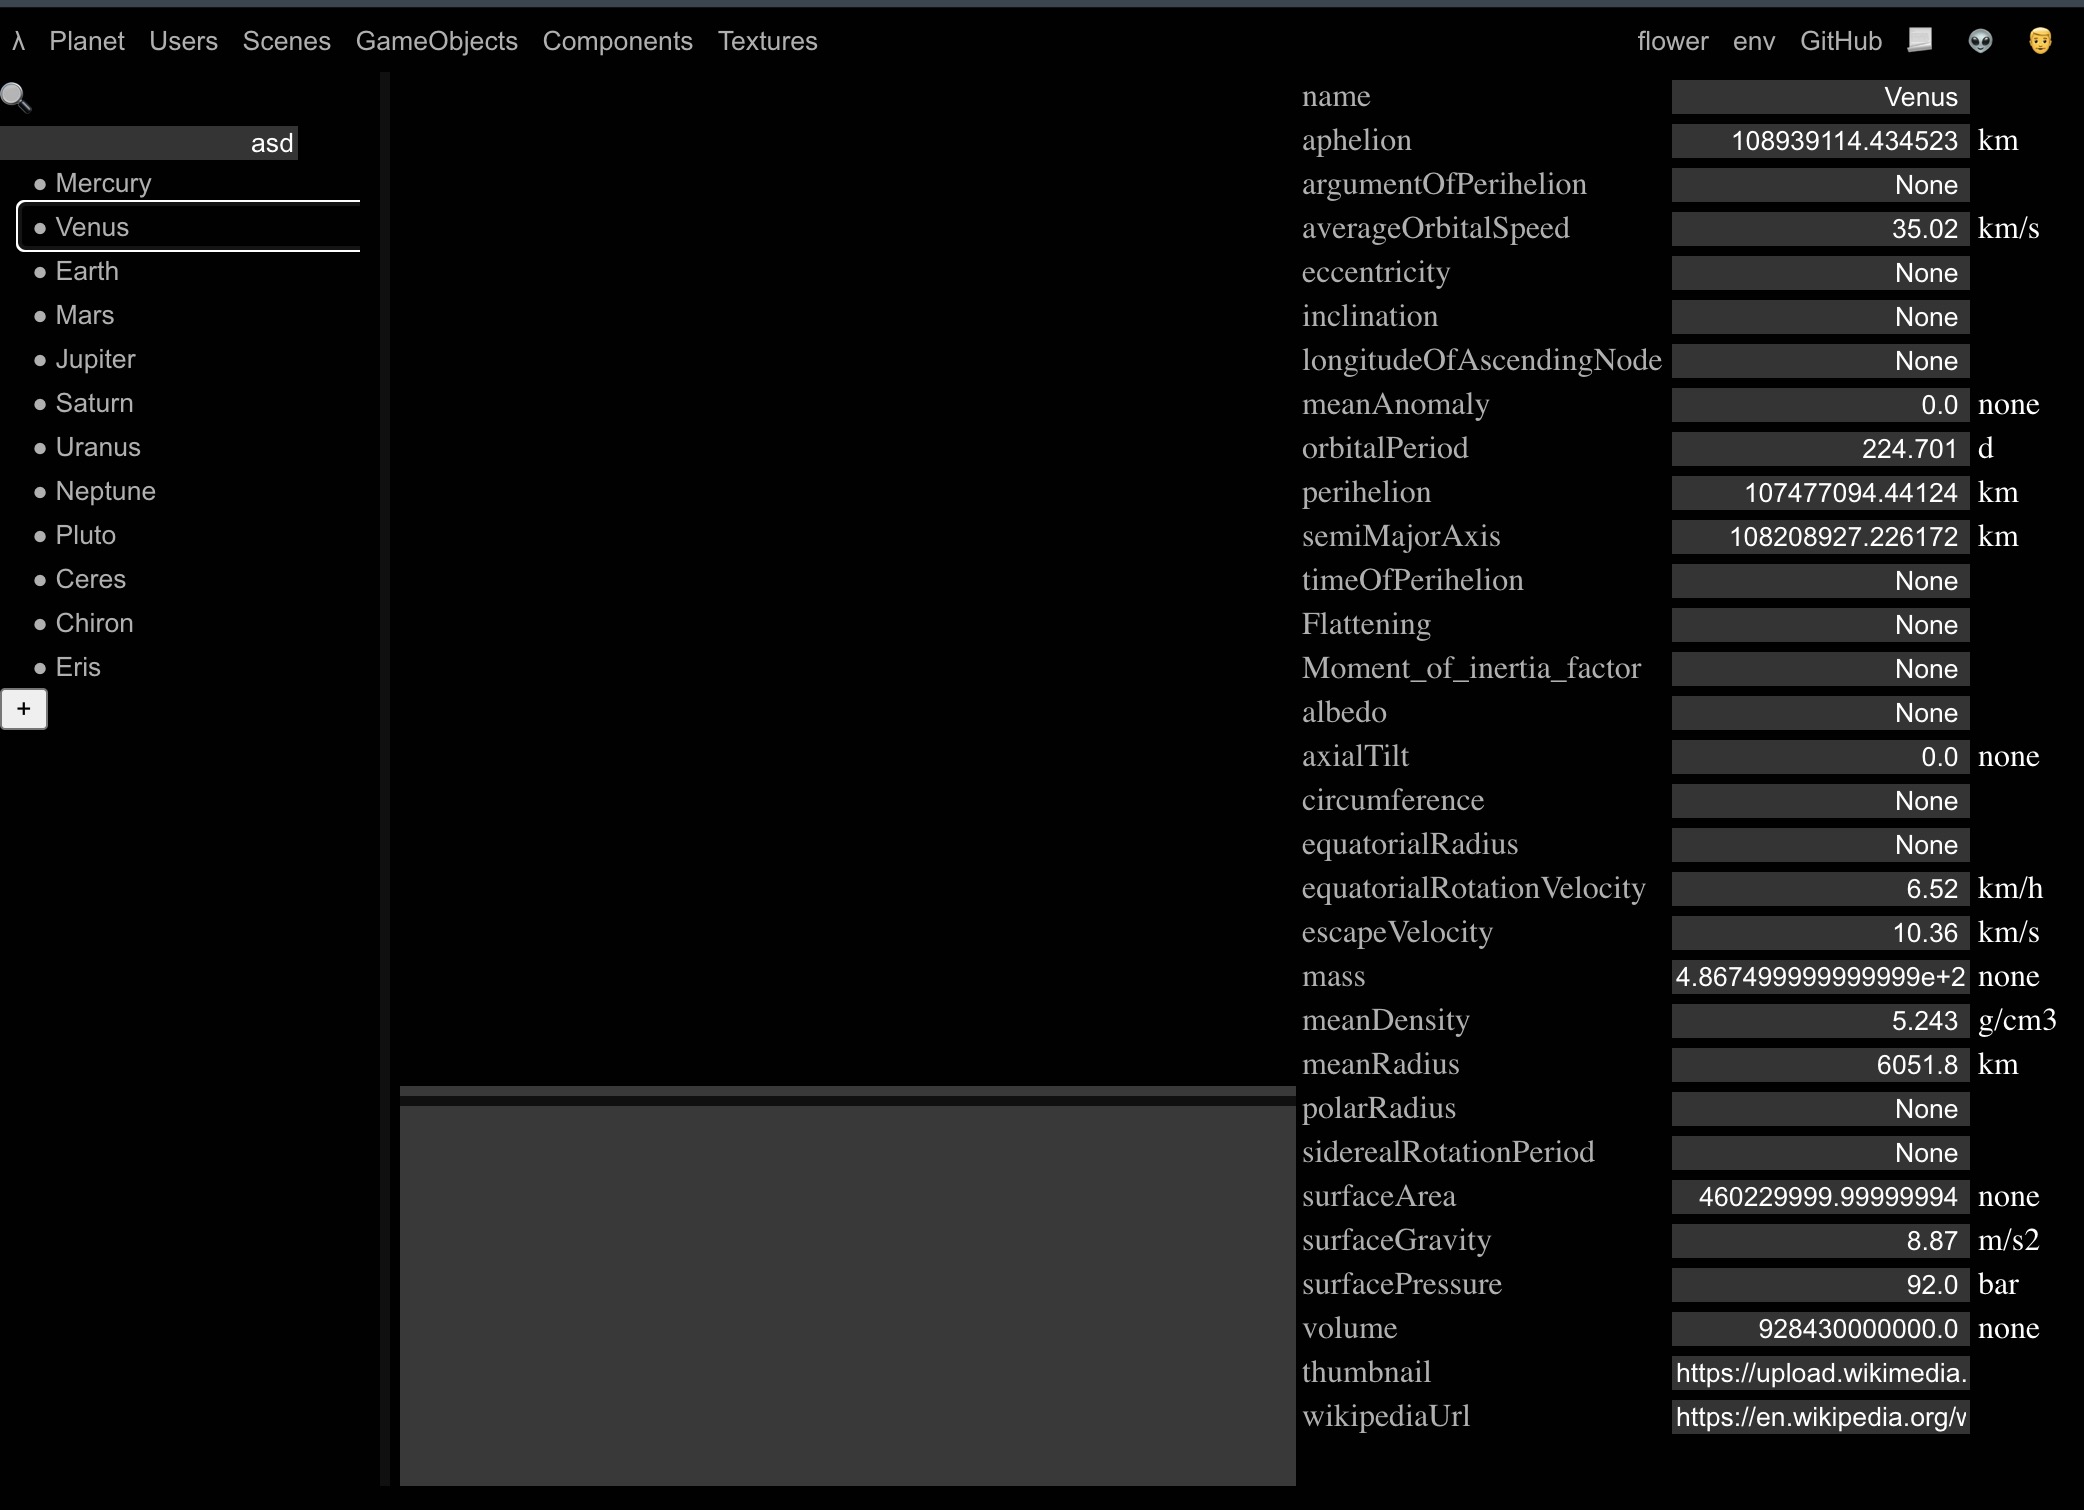 λ Planet Users Scenes GameObjects Components Textures flower env GitHub
asd
Mercury
Venus
Earth
Mars
Jupiter
Saturn
Uranus
Neptune
Pluto
Ceres
Chiron
Eris
+
name Venus
aphelion 108939114.434523 km
argumentOfPerihelion None
averageOrbitalSpeed 35.02 km/s
eccentricity None
inclination None
longitudeOfAscendingNode None
meanAnomaly 0.0 none
orbitalPeriod 224.701 d
perihelion 107477094.44124 km
semiMajorAxis 108208927.226172 km
timeOfPerihelion None
Flattening None
Moment_of_inertia_factor None
albedo None
axialTilt 0.0 none
circumference None
equatorialRadius None
equatorialRotationVelocity 6.52 km/h
escapeVelocity 10.36 km/s
mass 4.867499999999999e+2 none
meanDensity 5.243 g/cm3
meanRadius 6051.8 km
polarRadius None
siderealRotationPeriod None
surfaceArea 460229999.99999994 none
surfaceGravity 8.87 m/s2
surfacePressure 92.0 bar
volume 928430000000.0 none
thumbnail https://upload.wikimedia.
wikipediaUrl https://en.wikipedia.org/w